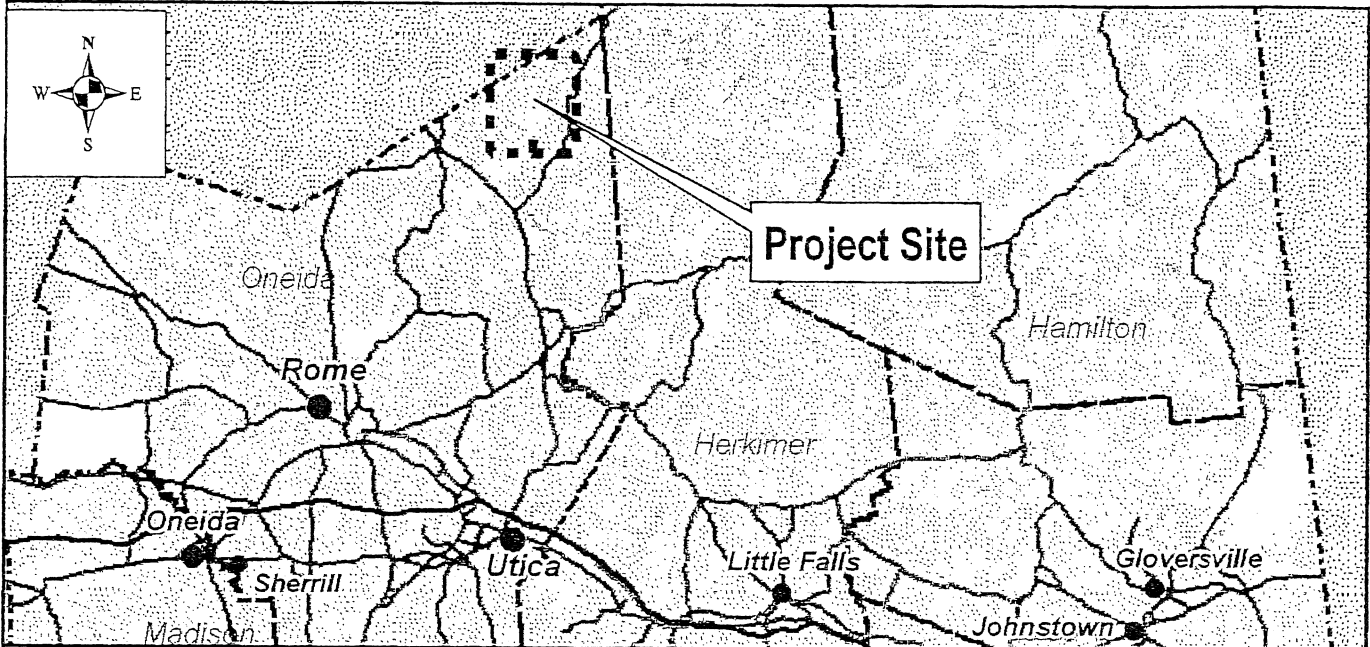 N
W E
S
Project Site
Oneida
Hamilton
Rome
Herkimer
Oneida
Utica
Little Falls
Gloversville
Sherrill
Madison
Johnstown